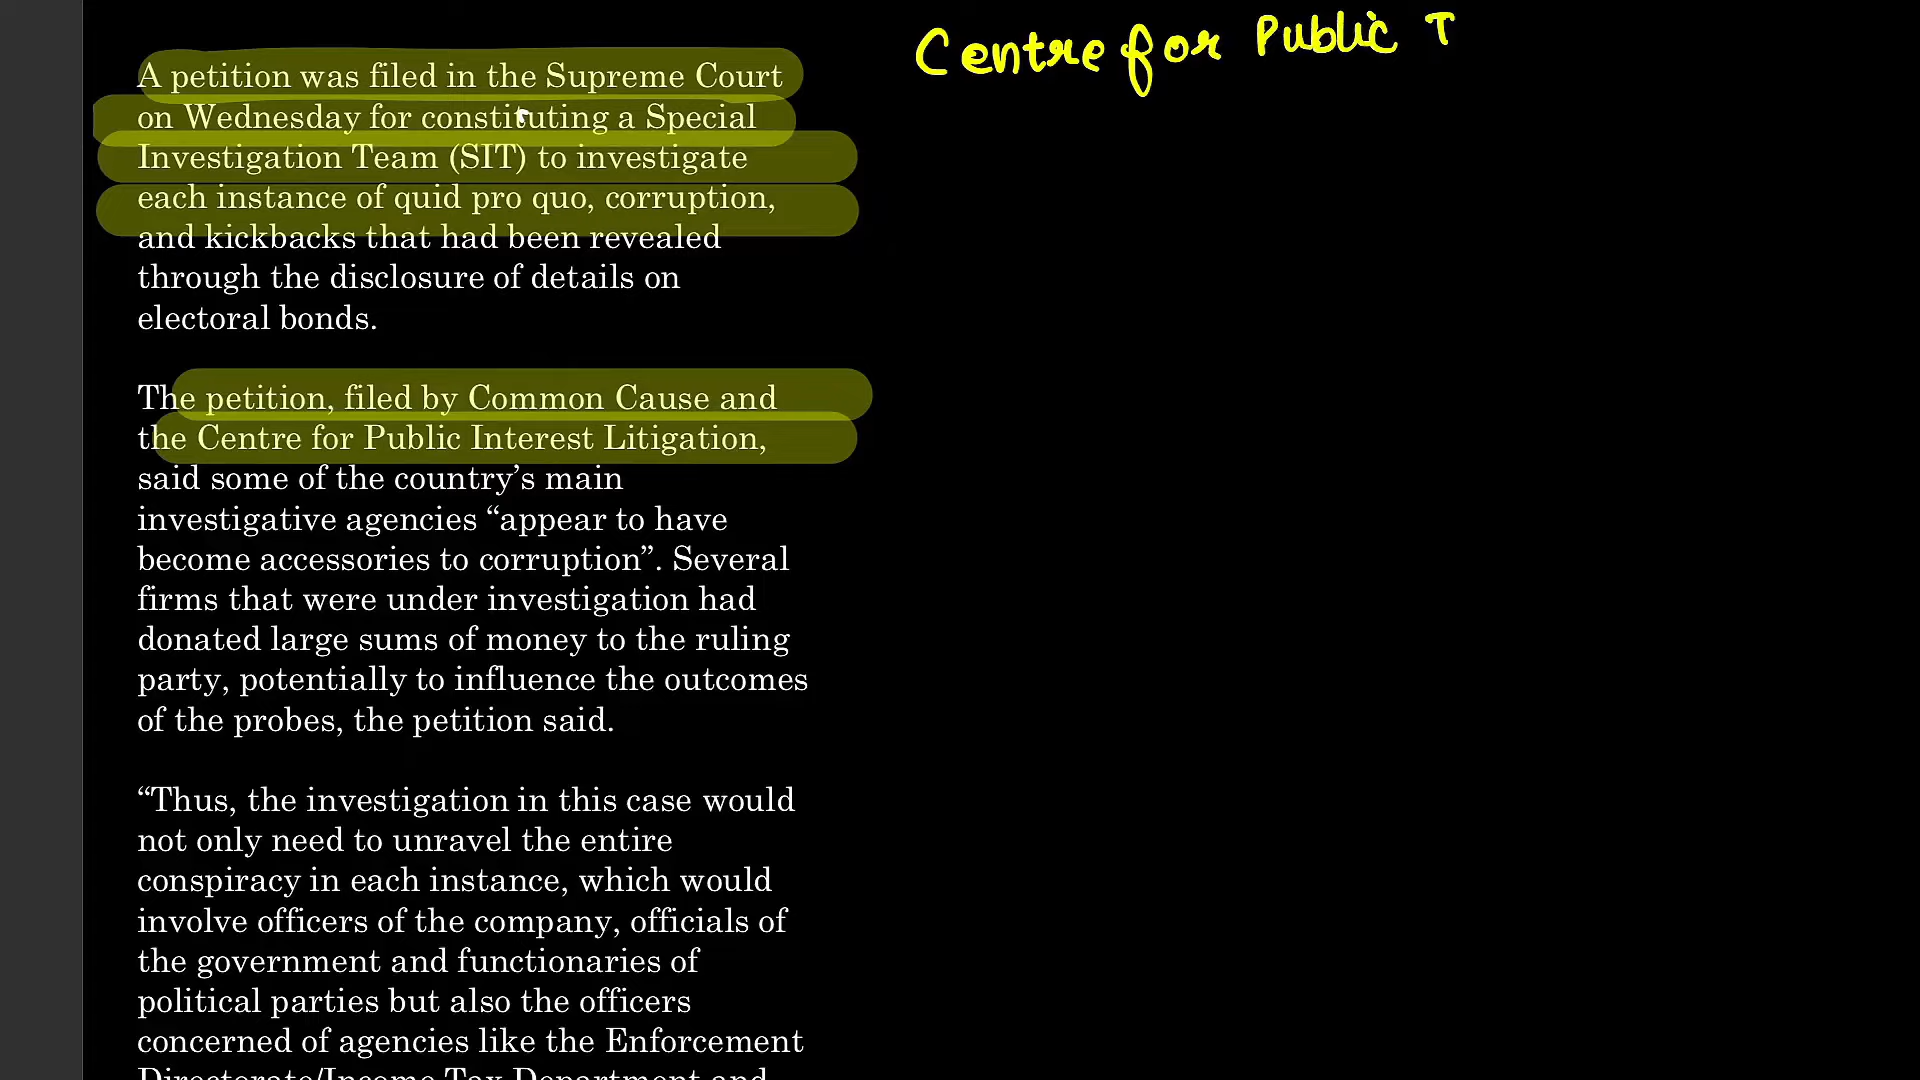 A petition was filed in the Supreme Court
on Wednesday for constituting a Special
Investigation Team (SIT) to investigate
each instance of quid pro quo, corruption,
and kickbacks that had been revealed
through the disclosure of details on
electoral bonds.
The petition, filed by Common Cause and
the Centre for Public Interest Litigation,
said some of the country’s main
investigative agencies “appear to have
become accessories to corruption”. Several
firms that were under investigation had
donated large sums of money to the ruling
party, potentially to influence the outcomes
of the probes, the petition said.
“Thus, the investigation in this case would
not only need to unravel the entire
conspiracy in each instance, which would
involve officers of the company, officials of
the government and functionaries of
political parties but also the officers
concerned of agencies like the Enforcement
Directorate/Income Tax Department and
Centre for Public